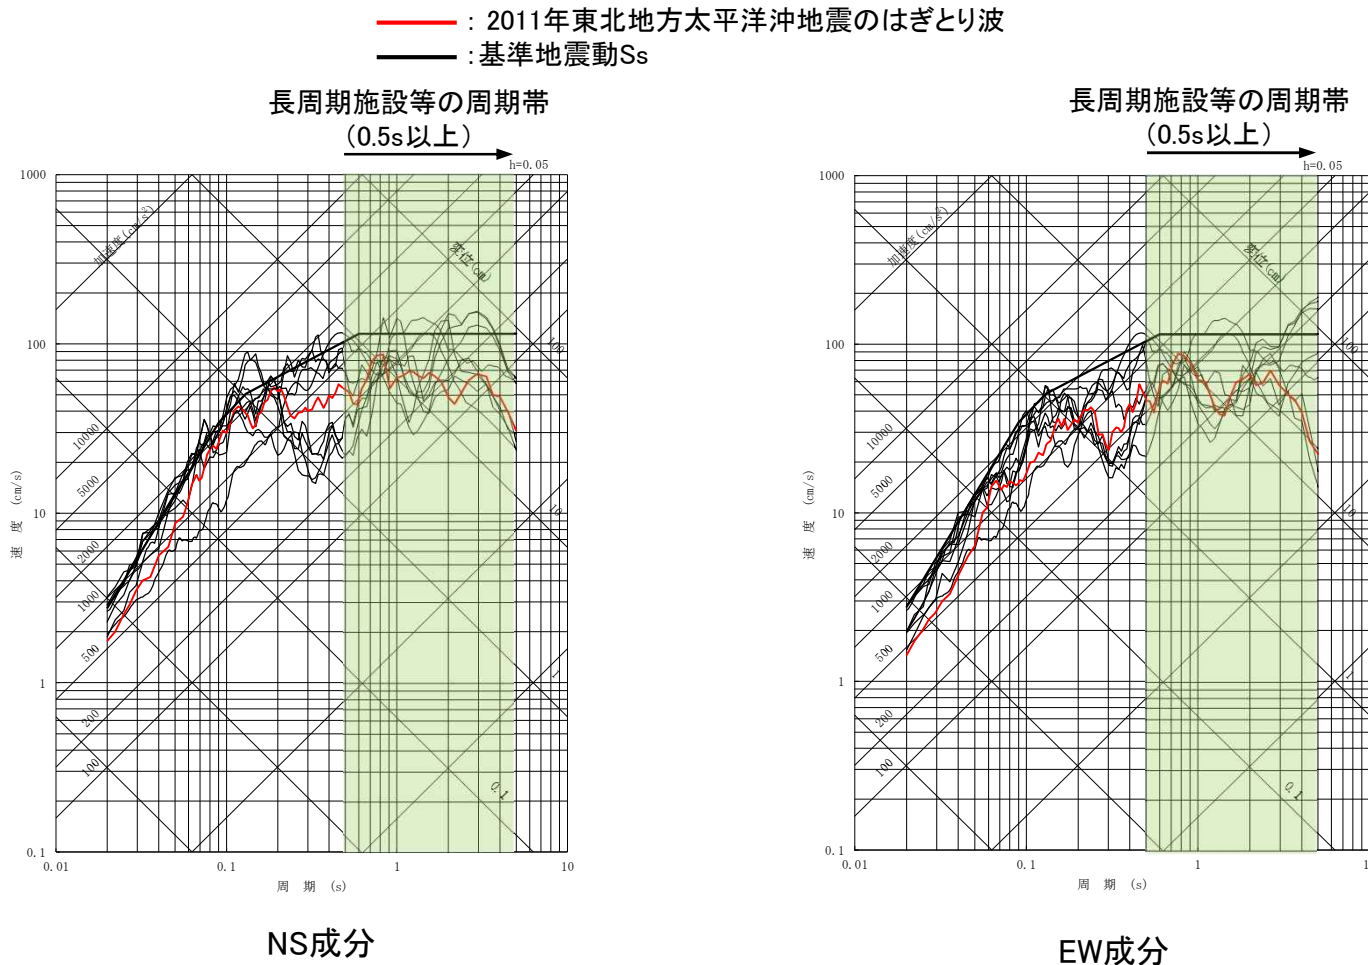 : 2011年東北地方太平洋沖地震のはぎとり波
: 基準地震動Ss
長周期施設等の周期帯
（0.5s以上）
h=0.05
1000
100
10
1
0.1
速 度 (cm/s)
加速度(cm/s²)
変位(cm)
10000
5000
2000
1000
500
200
100
100
10
1
0.1
0.01
0.1
1
10
周 期 (s)
NS成分
長周期施設等の周期帯
（0.5s以上）
h=0.05
1000
100
10
1
0.1
速 度 (cm/s)
加速度(cm/s²)
変位(cm)
10000
5000
2000
1000
500
200
100
100
10
1
0.1
0.01
0.1
1
1
周 期 (s)
EW成分